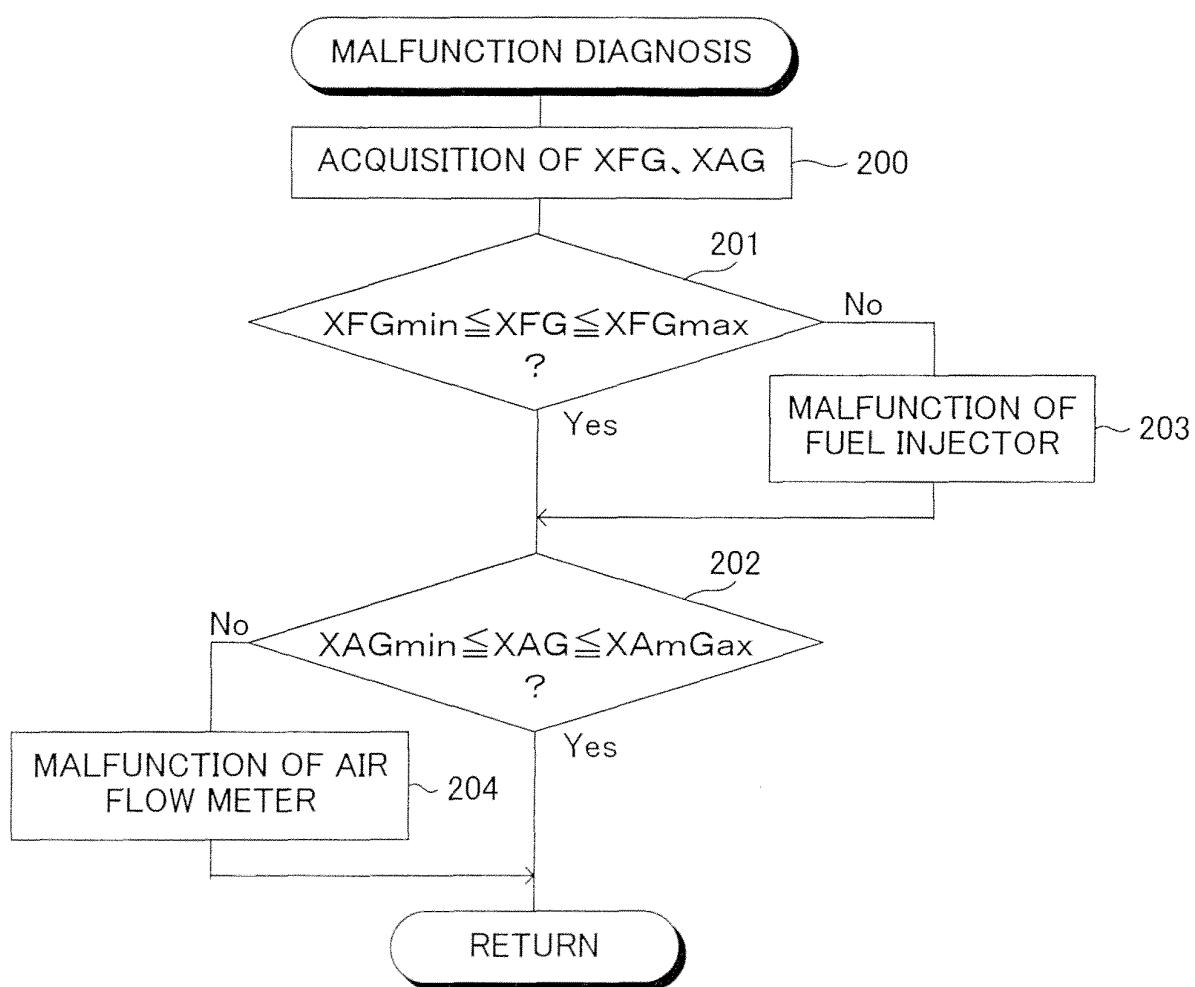 MALFUNCTION DIAGNOSIS
ACQUISITION OF XFG、XAG
200
201
XFGmin≦XFG≦XFGmax
?
No
Yes
MALFUNCTION OF
FUEL INJECTOR
203
202
No
XAGmin≦XAG≦XAmGax
?
Yes
MALFUNCTION OF AIR
FLOW METER
204
RETURN